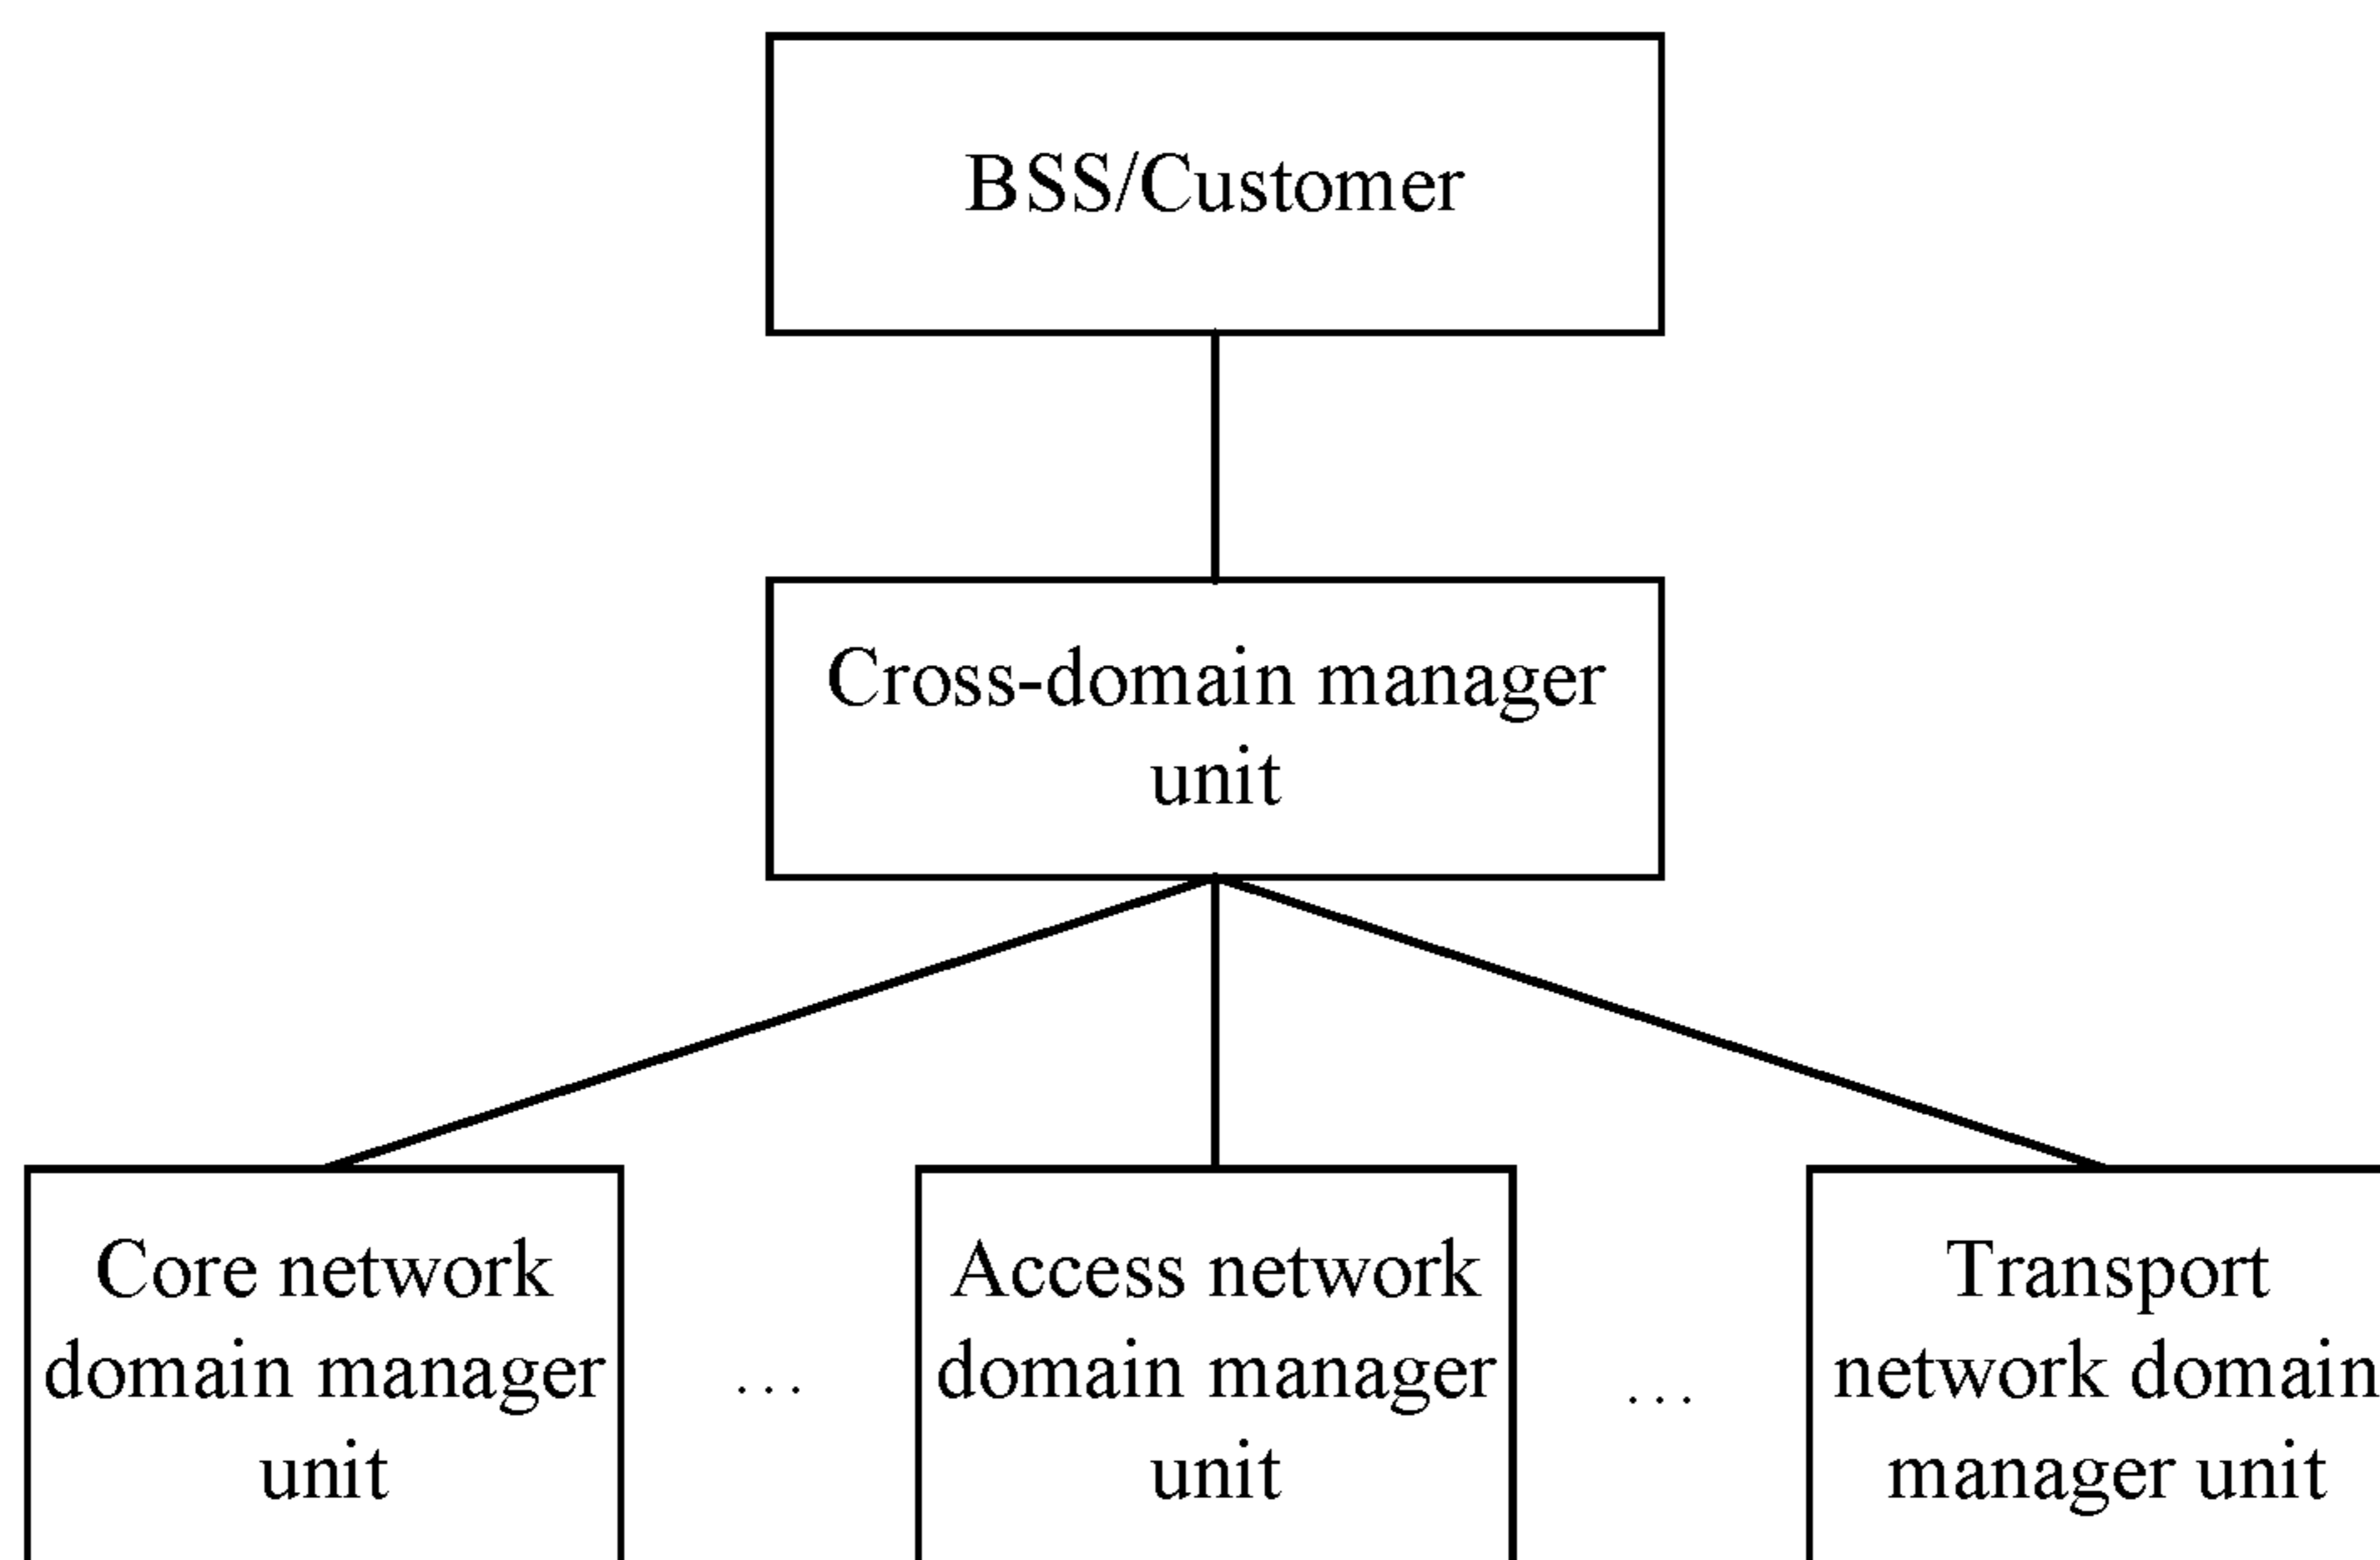 BSS/Customer
Cross-domain manager
unit
Core network
domain manager
unit
...
Access network
domain manager
unit
...
Transport
network domain
manager unit